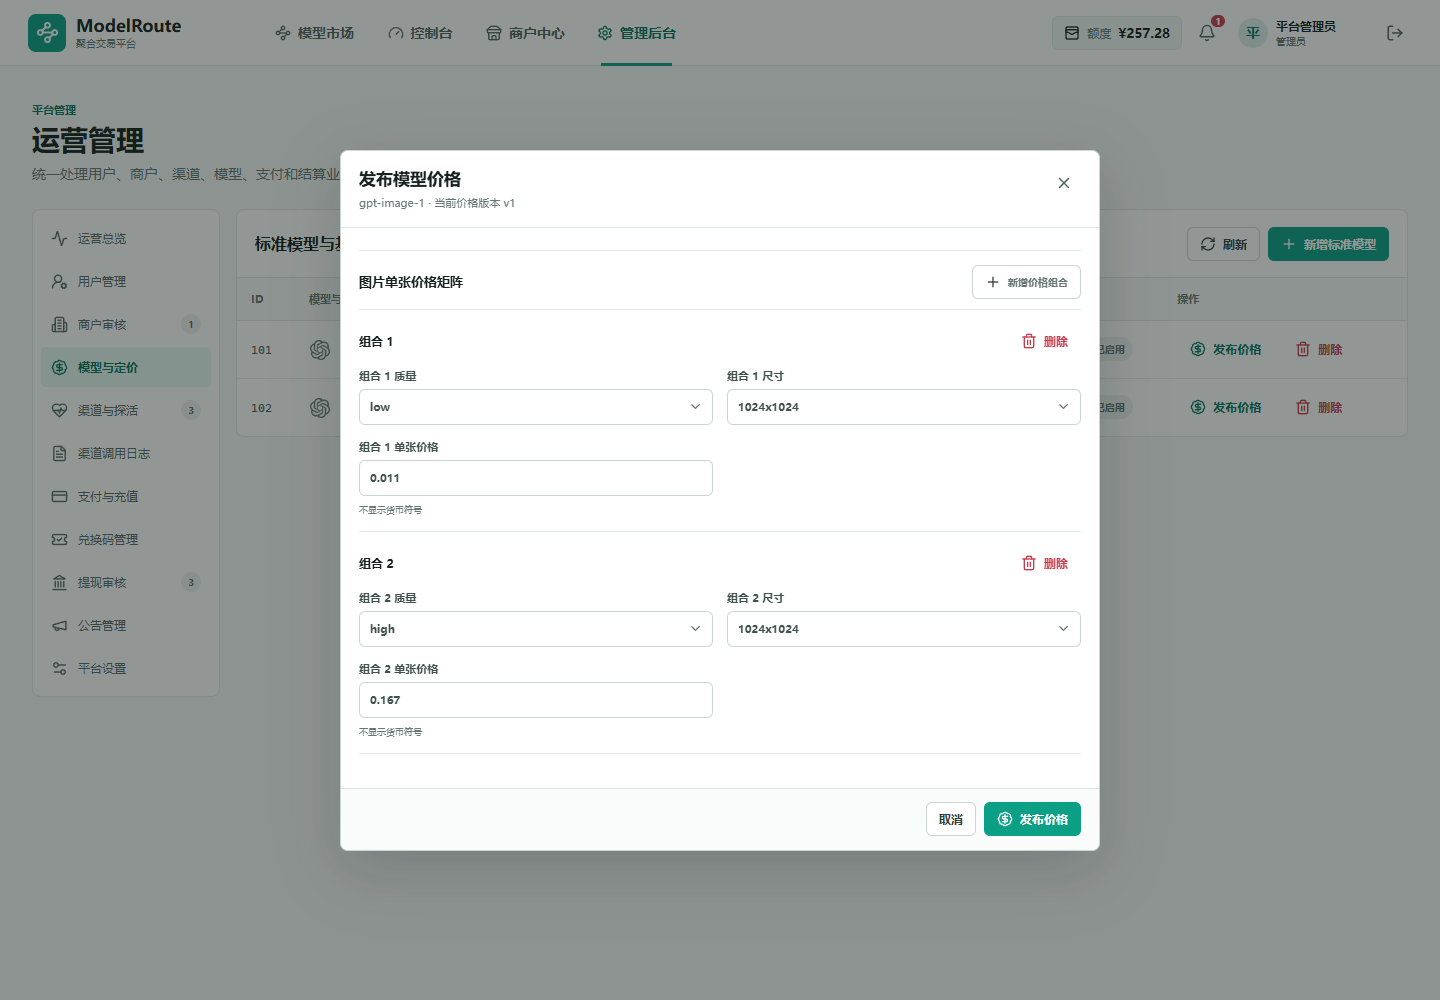 ModelRoute
聚合交易平台
模型市场
控制台
商户中心
管理后台
额度 ¥257.28
1
平
平台管理员
管理员
平台管理
运营管理
统一处理用户、商户、渠道、模型、支付和结算业
运营总览
用户管理
商户审核 1
模型与定价
渠道与探活 3
渠道调用日志
支付与充值
兑换码管理
提现审核 3
公告管理
平台设置
标准模型与
刷新
新增标准模型
ID 模型与 操作
101 已启用 发布价格 删除
102 已启用 发布价格 删除
发布模型价格
gpt-image-1 · 当前价格版本 v1
图片单张价格矩阵
新增价格组合
组合 1
删除
组合 1 质量
low
组合 1 尺寸
1024x1024
组合 1 单张价格
0.011
不显示货币符号
组合 2
删除
组合 2 质量
high
组合 2 尺寸
1024x1024
组合 2 单张价格
0.167
不显示货币符号
取消
发布价格